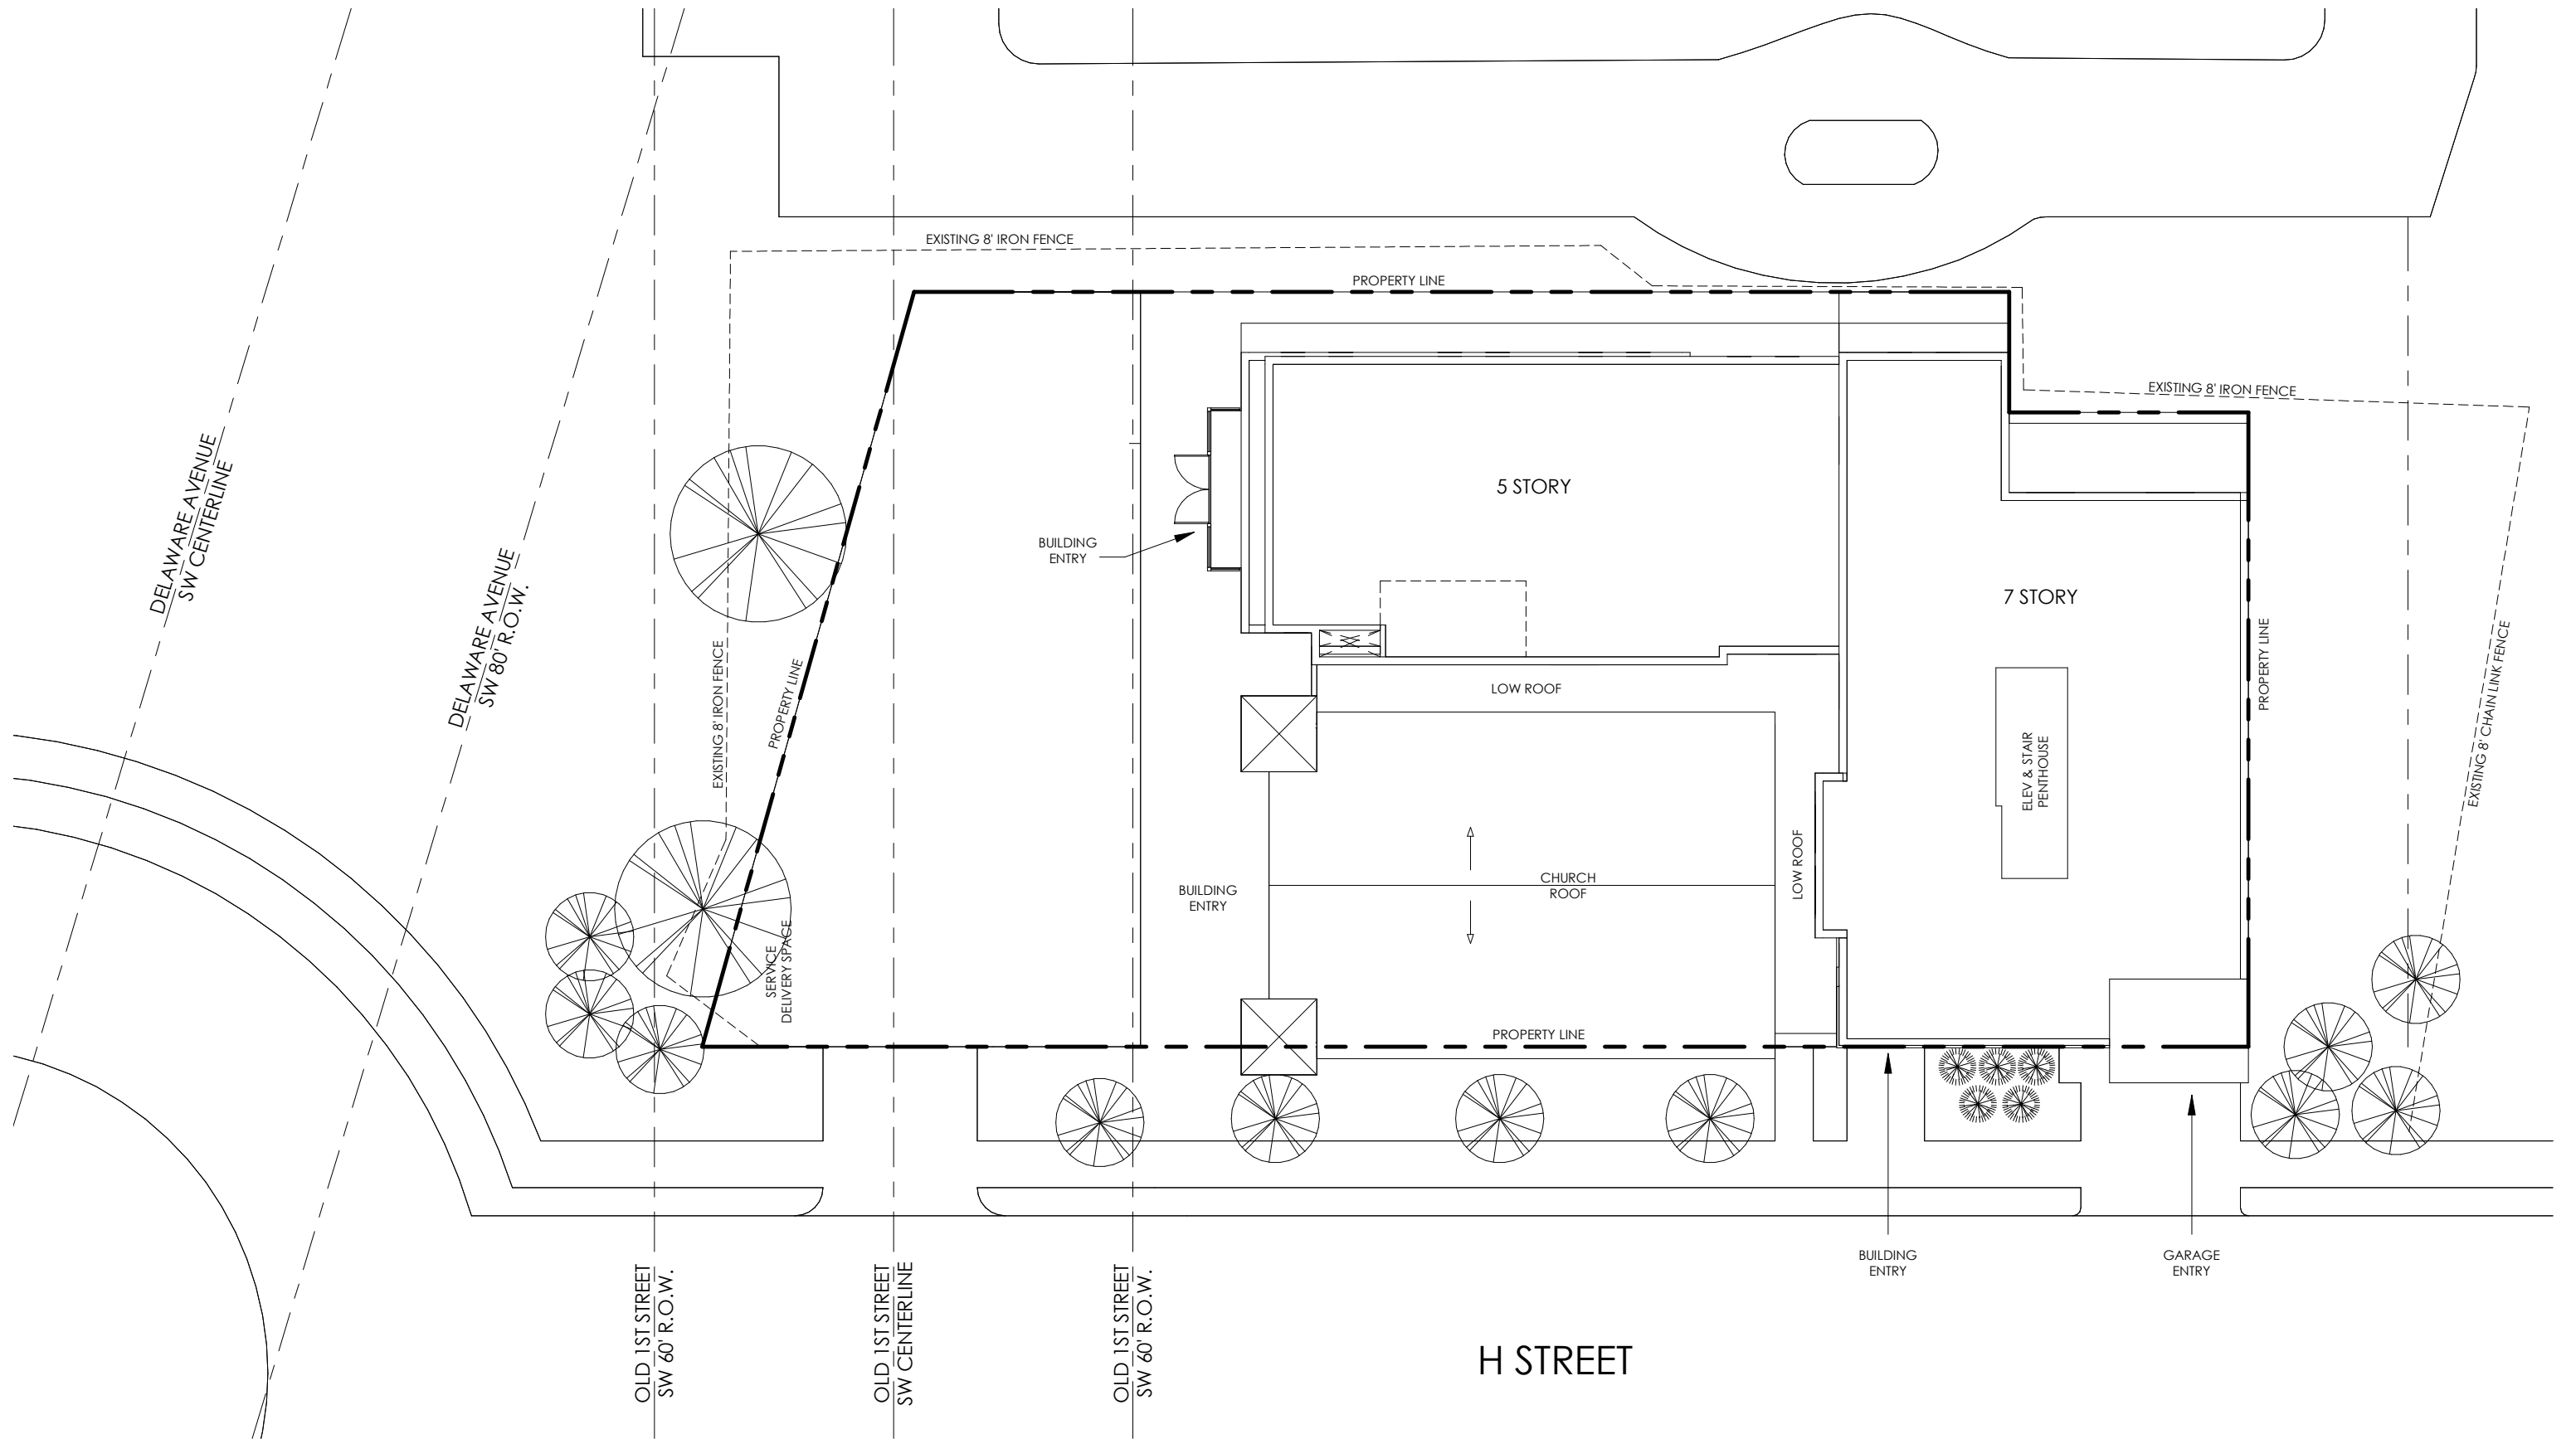 EXISTING 8' IRON FENCE
PROPERTY LINE
EXISTING 8' IRON FENCE
DELAWARE AVENUE
SW CENTERLINE
DELAWARE AVENUE
SW 80' R.O.W.
5 STORY
BUILDING
ENTRY
7 STORY
PROPERTY LINE
EXISTING 8' IRON FENCE
PROPERTY LINE
LOW ROOF
EXISTING 8' CHAIN LINK FENCE
ELEV & STAIR
PENTHOUSE
LOW ROOF
CHURCH
ROOF
BUILDING
ENTRY
SERVICE
DELIVERY SPACE
PROPERTY LINE
BUILDING
ENTRY
GARAGE
ENTRY
OLD 1ST STREET
SW 60' R.O.W.
OLD 1ST STREET
SW CENTERLINE
OLD 1ST STREET
SW 60' R.O.W.
H STREET